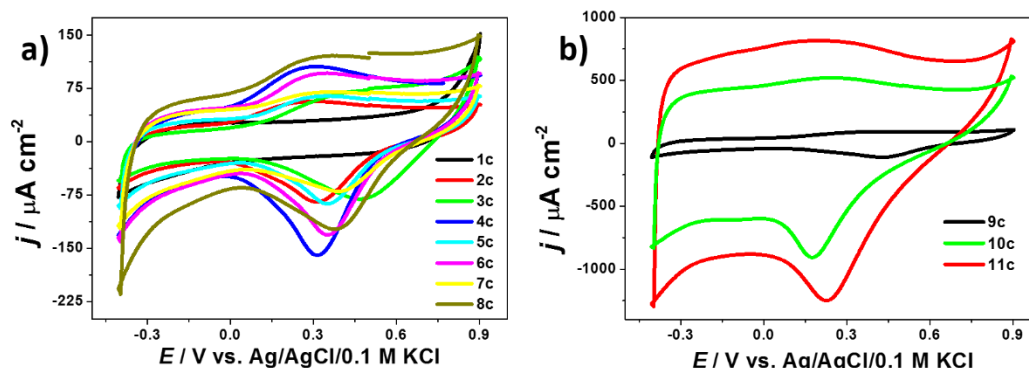 a)
j / μA cm-2
150
75
0
-75
-150
-225
-0.3
0.0
0.3
0.6
0.9
E / V vs. Ag/AgCl/0.1 M KCl
1c
2c
3c
4c
5c
6c
7c
8c
b)
j / μA cm-2
1000
500
0
-500
-1000
-0.3
0.0
0.3
0.6
0.9
E / V vs. Ag/AgCl/0.1 M KCl
9c
10c
11c